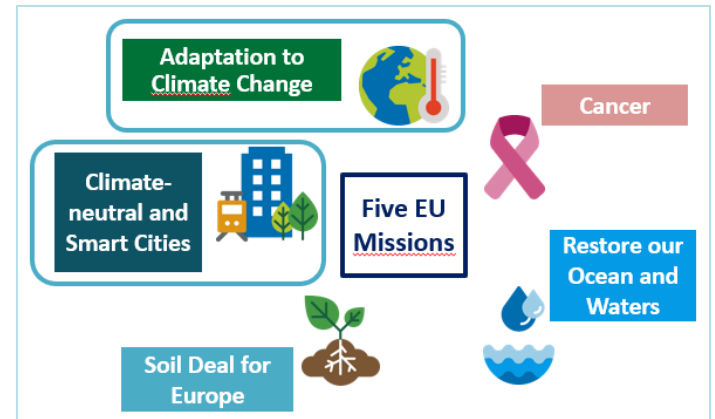 Adaptation to
Climate Change
Cancer
Climate-
neutral and
Smart Cities
Five EU
Missions
Restore our
Ocean and
Waters
Soil Deal for
Europe